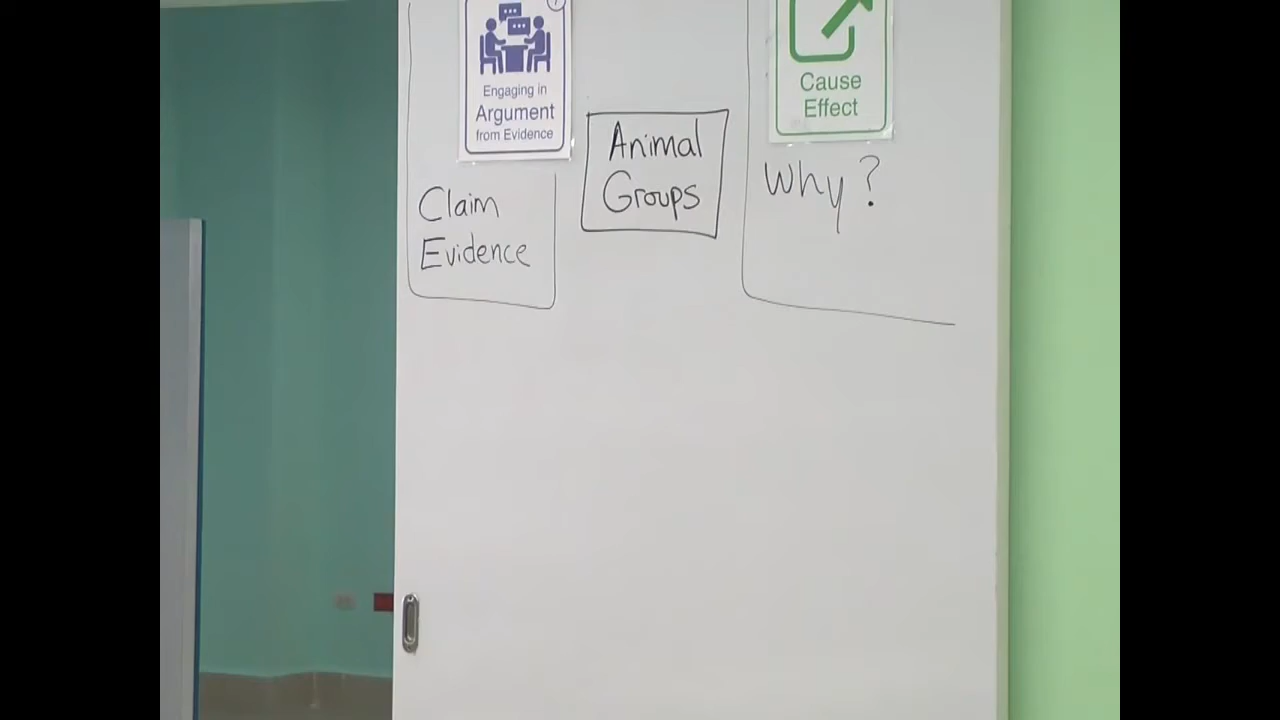 Engaging in
Argument
from Evidence
Claim
Evidence
Animal
Groups
Cause
Effect
Why?